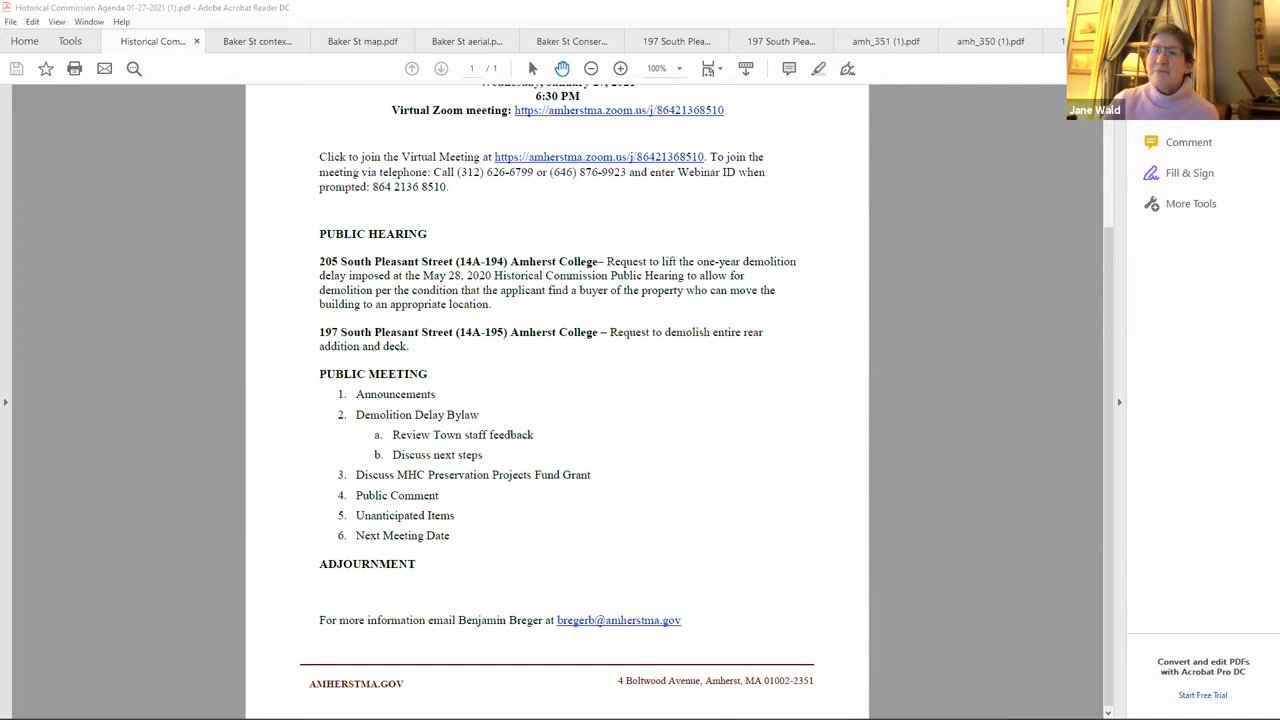 Historical Commission Agenda 01-27-2021 (1).pdf - Adobe Acrobat Reader DC
File Edit View Window Help
Home Tools Historical Com... × Baker St contex... Baker St map.pdf Baker St aerial.p... Baker St Conser... 197 South Plea... 197 South Plea... amh_351 (1).pdf amh_350 (1).pdf
1 / 1 100%
Wednesday, January 27, 2021
6:30 PM
Virtual Zoom meeting: https://amherstma.zoom.us/j/86421368510
Click to join the Virtual Meeting at https://amherstma.zoom.us/j/86421368510. To join the
meeting via telephone: Call (312) 626-6799 or (646) 876-9923 and enter Webinar ID when
prompted: 864 2136 8510.
PUBLIC HEARING
205 South Pleasant Street (14A-194) Amherst College– Request to lift the one-year demolition
delay imposed at the May 28, 2020 Historical Commission Public Hearing to allow for
demolition per the condition that the applicant find a buyer of the property who can move the
building to an appropriate location.
197 South Pleasant Street (14A-195) Amherst College – Request to demolish entire rear
addition and deck.
PUBLIC MEETING
1. Announcements
2. Demolition Delay Bylaw
a. Review Town staff feedback
b. Discuss next steps
3. Discuss MHC Preservation Projects Fund Grant
4. Public Comment
5. Unanticipated Items
6. Next Meeting Date
ADJOURNMENT
For more information email Benjamin Breger at bregerb@amherstma.gov
AMHERSTMA.GOV
4 Boltwood Avenue, Amherst, MA 01002-2351
Jane Wald
Comment
Fill & Sign
More Tools
Convert and edit PDFs
with Acrobat Pro DC
Start Free Trial